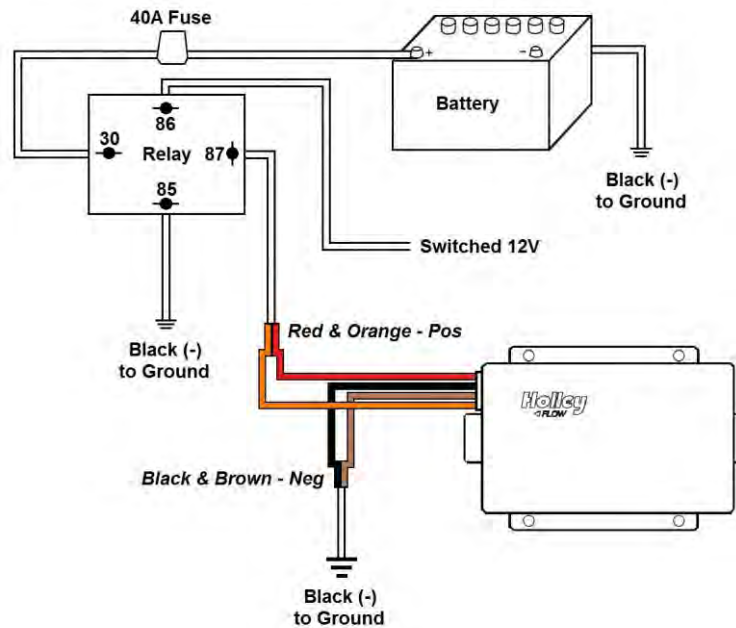 40A Fuse
+
−
Battery
86
30
Relay
87
85
Black (-)
to Ground
Switched 12V
Black (-)
to Ground
Red & Orange - Pos
Holley
FLOW
Black & Brown - Neg
Black (-)
to Ground